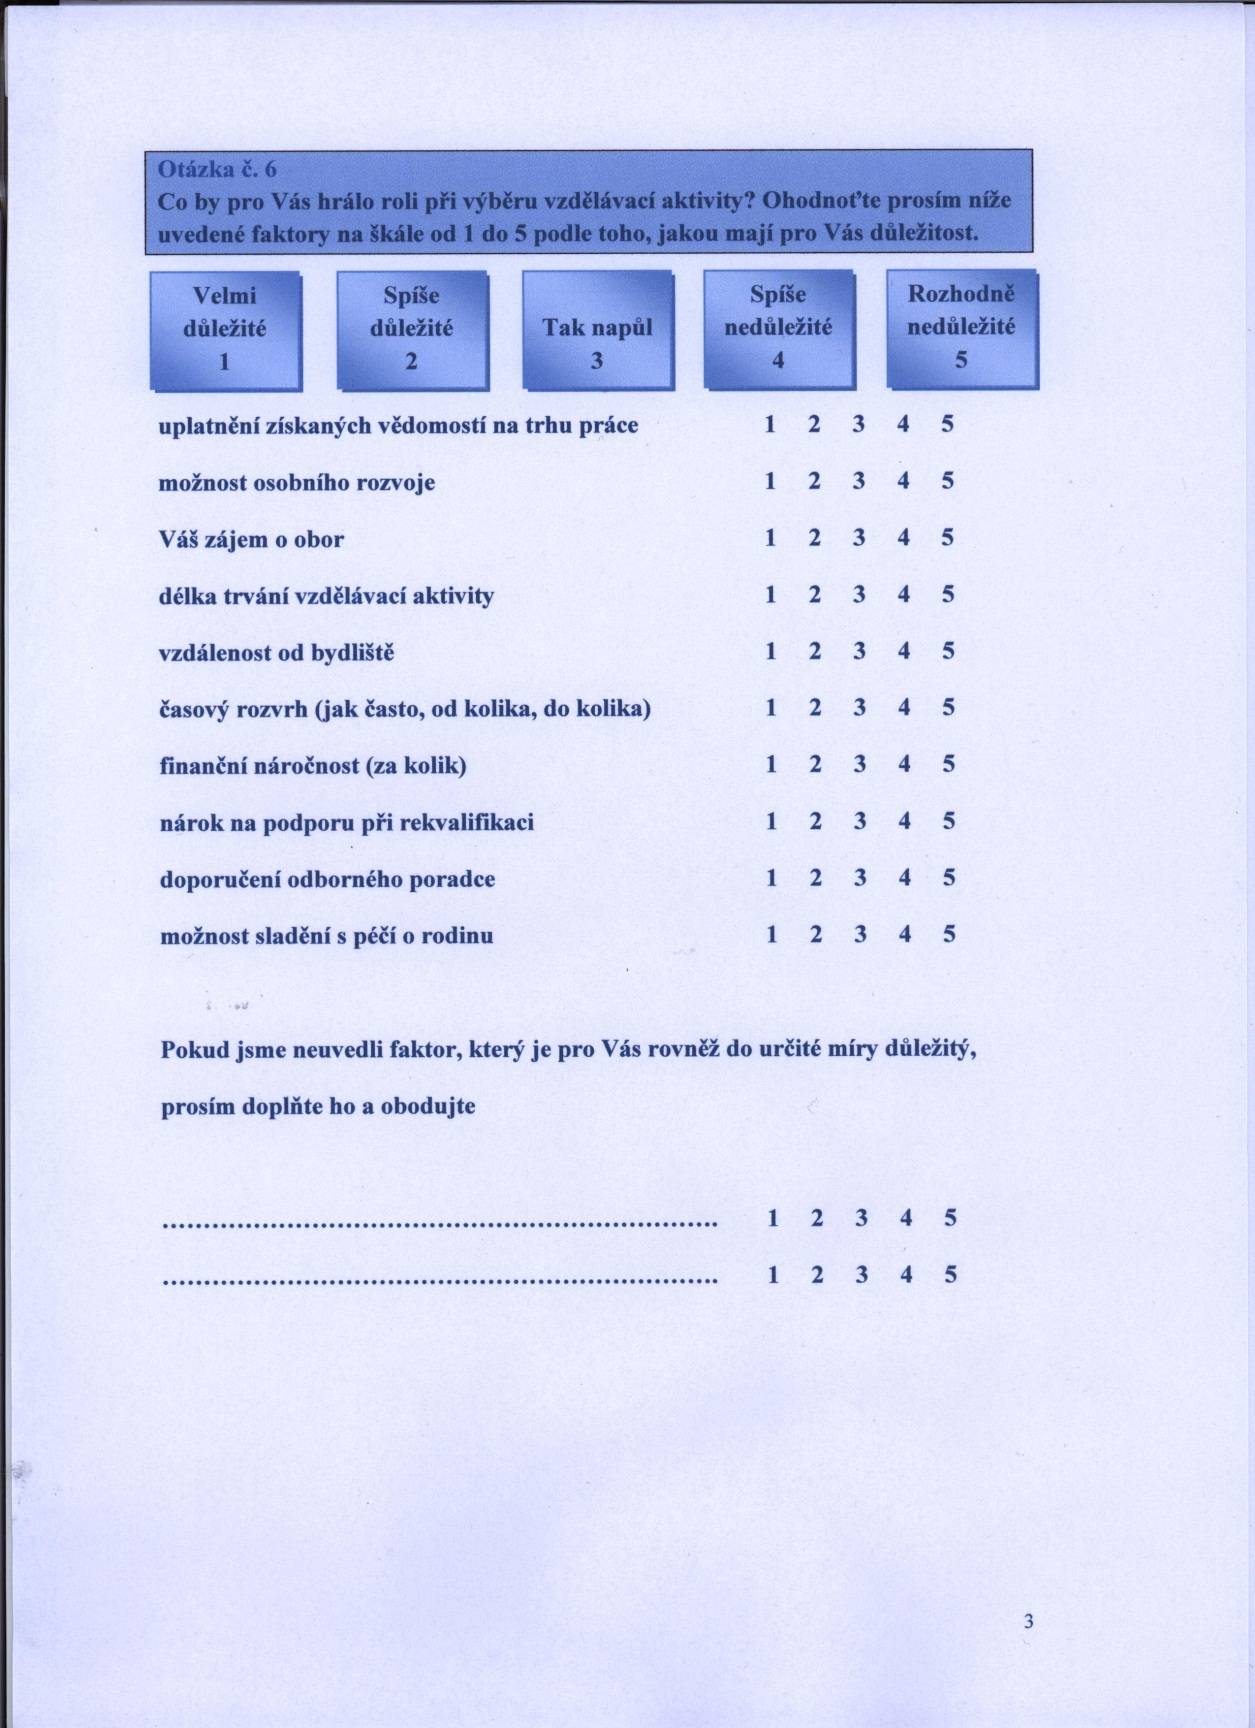 Otázka č. 6
Co by pro Vás hrálo roli při výběru vzdělávací aktivity? Ohodnoťte prosím níže
uvedené faktory na škále od 1 do 5 podle toho, jakou mají pro Vás důležitost.
Velmi důležité 1
Spíše důležité 2
Tak napůl 3
Spíše nedůležité 4
Rozhodně nedůležité 5
uplatnění získaných vědomostí na trhu práce 1 2 3 4 5
možnost osobního rozvoje 1 2 3 4 5
Váš zájem o obor 1 2 3 4 5
délka trvání vzdělávací aktivity 1 2 3 4 5
vzdálenost od bydliště 1 2 3 4 5
časový rozvrh (jak často, od kolika, do kolika) 1 2 3 4 5
finanční náročnost (za kolik) 1 2 3 4 5
nárok na podporu při rekvalifikaci 1 2 3 4 5
doporučení odborného poradce 1 2 3 4 5
možnost sladění s péčí o rodinu 1 2 3 4 5
Pokud jsme neuvedli faktor, který je pro Vás rovněž do určité míry důležitý,
prosím doplňte ho a obodujte
.................................................................... 1 2 3 4 5
.................................................................... 1 2 3 4 5
3